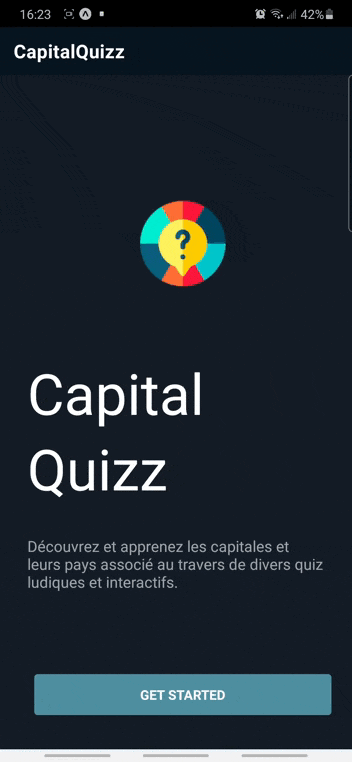 16:23
42%
CapitalQuizz
?
Capital
Quizz
Découvrez et apprenez les capitales et
leurs pays associé au travers de divers quiz
ludiques et interactifs.
GET STARTED